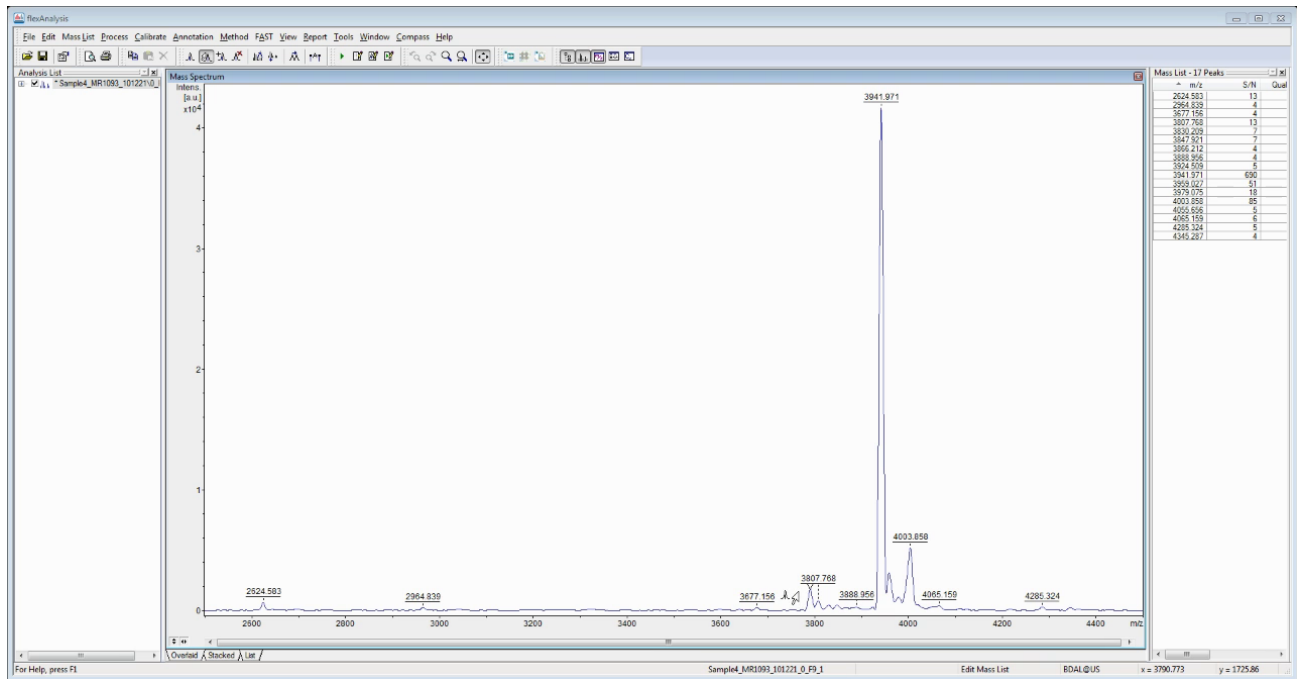 flexAnalysis
File Edit Mass List Process Calibrate Annotation Method FAST View Report Tools Window Compass Help
Analysis List
* Sample4_MR1093_101221\0_
Mass Spectrum
Intens.
[a.u.]
x10^4
4
3
2
1
0
3941.971
4003.858
2624.583
2964.839
3677.156
3807.768
3888.956
4065.159
4285.324
2600 2800 3000 3200 3400 3600 3800 4000 4200 4400 m/z
Overlaid Stacked List
Mass List - 17 Peaks
m/z S/N Qual
2624.583 13
2964.839 4
3677.156 4
3807.768 13
3830.209 7
3847.921 7
3866.212 4
3888.956 4
3924.509 5
3941.971 690
3959.027 51
3979.075 18
4003.858 85
4055.656 5
4065.159 6
4285.324 5
4345.287 4
For Help, press F1
Sample4_MR1093_101221_0_F9_1
Edit Mass List
BDAL@US
x = 3790.773
y = 1725.86